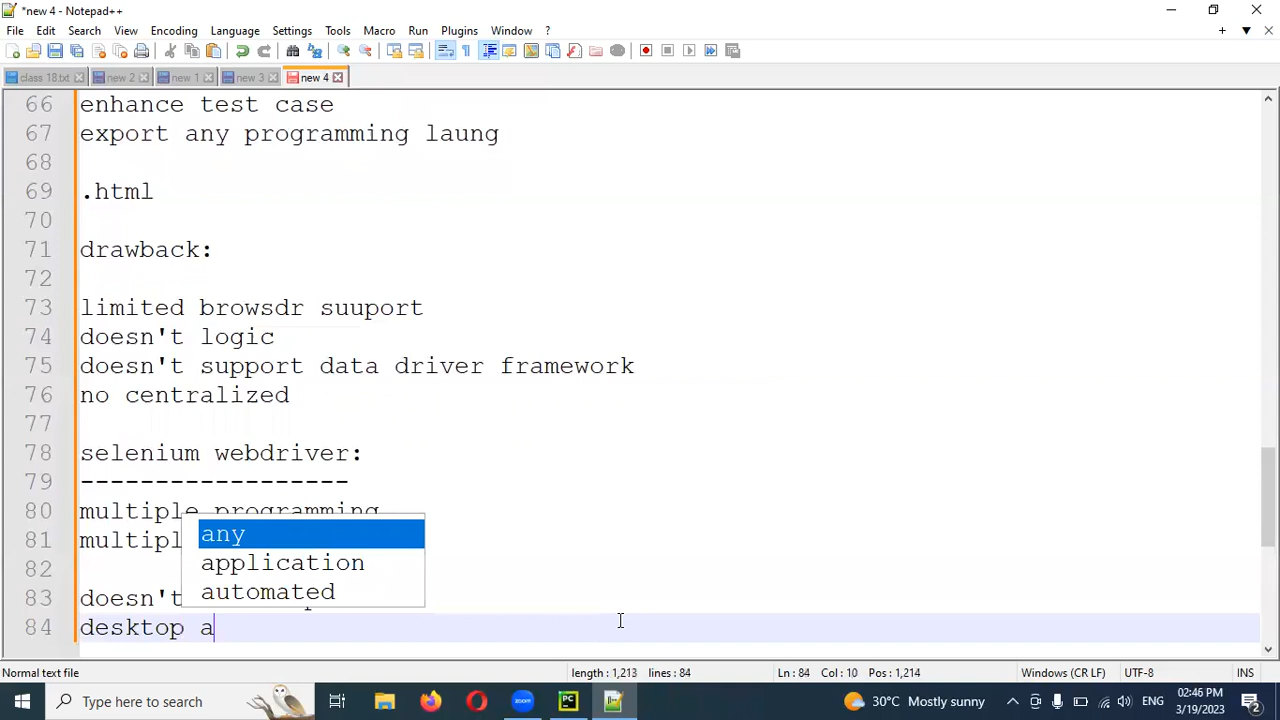 *new 4 - Notepad++
File Edit Search View Encoding Language Settings Tools Macro Run Plugins Window ?
class 18.txt new 2 new 1 new 3 new 4
66 enhance test case
67 export any programming laung
68
69 .html
70
71 drawback:
72
73 limited browsdr suuport
74 doesn't logic
75 doesn't support data driver framework
76 no centralized
77
78 selenium webdriver:
79 ------------------
80 multiple programming
81 multipl
any
application
automated
82
83 doesn't
84 desktop a
Normal text file length : 1,213 lines : 84 Ln : 84 Col : 10 Pos : 1,214 Windows (CR LF) UTF-8 INS
Type here to search zoom PC 30°C Mostly sunny 02:46 PM
3/19/2023 2